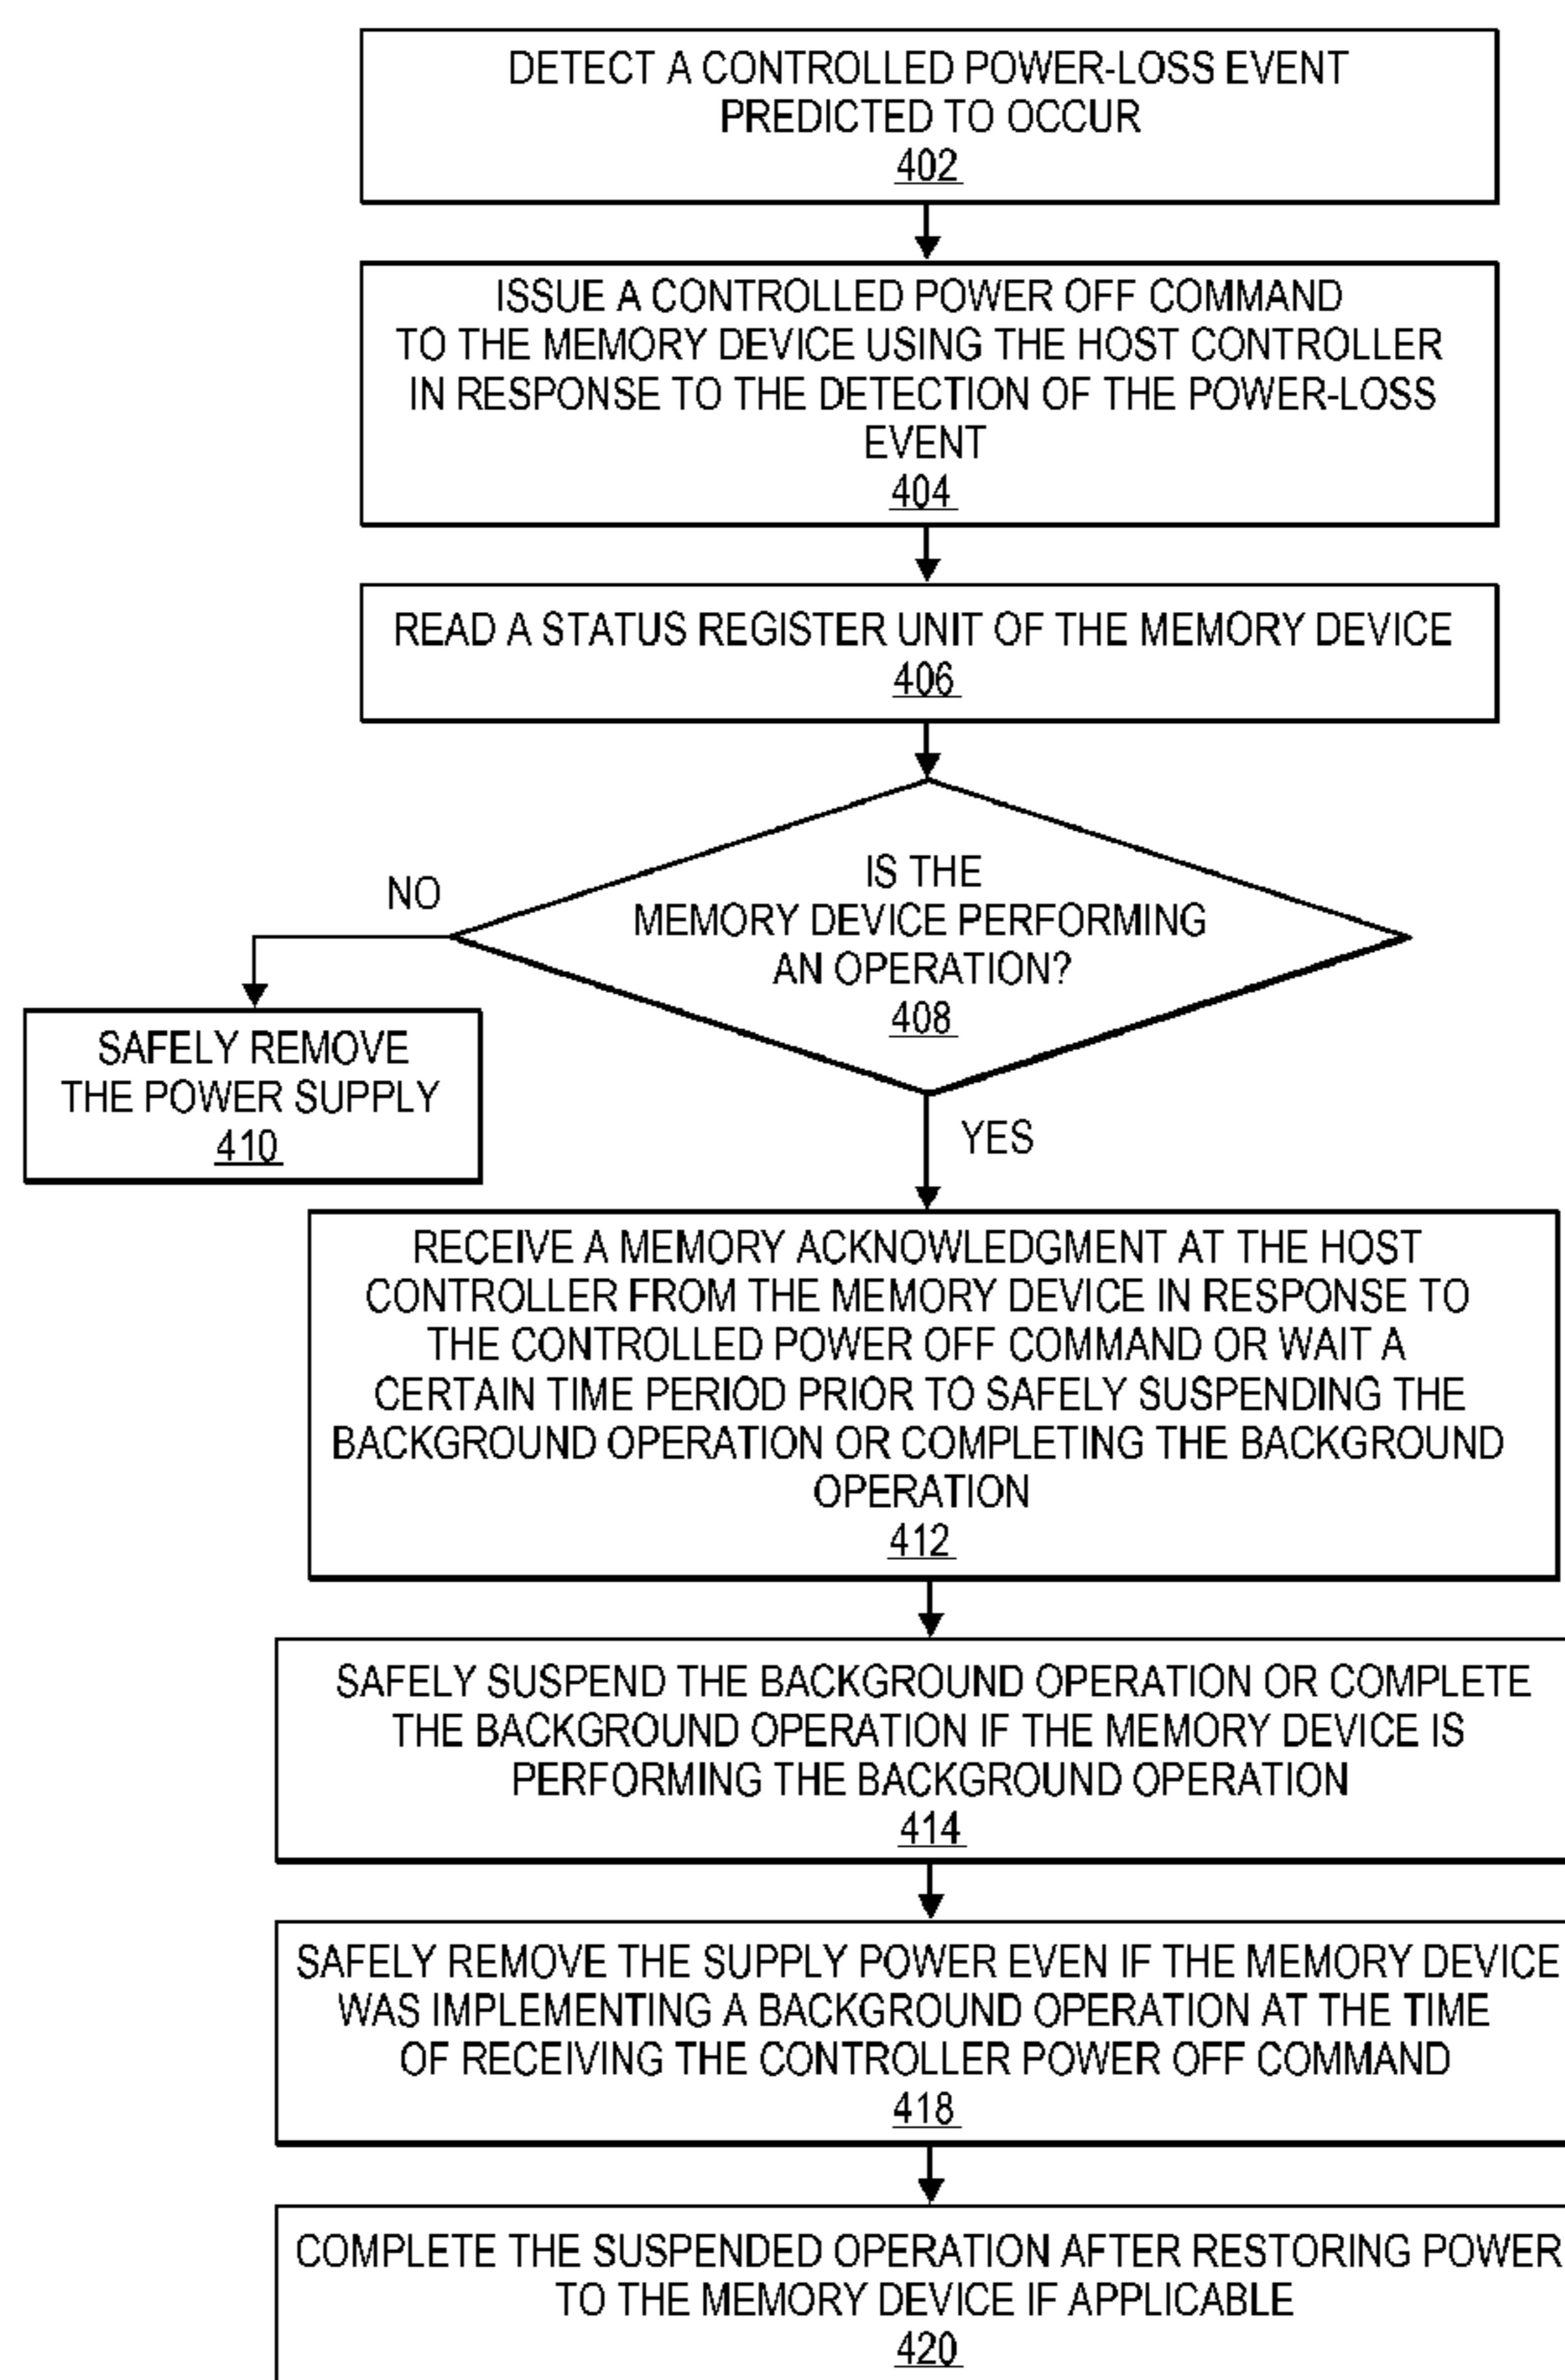 DETECT A CONTROLLED POWER-LOSS EVENT
PREDICTED TO OCCUR
402
ISSUE A CONTROLLED POWER OFF COMMAND
TO THE MEMORY DEVICE USING THE HOST CONTROLLER
IN RESPONSE TO THE DETECTION OF THE POWER-LOSS
EVENT
404
READ A STATUS REGISTER UNIT OF THE MEMORY DEVICE
406
IS THE
MEMORY DEVICE PERFORMING
AN OPERATION?
408
NO
SAFELY REMOVE
THE POWER SUPPLY
410
YES
RECEIVE A MEMORY ACKNOWLEDGMENT AT THE HOST
CONTROLLER FROM THE MEMORY DEVICE IN RESPONSE TO
THE CONTROLLED POWER OFF COMMAND OR WAIT A
CERTAIN TIME PERIOD PRIOR TO SAFELY SUSPENDING THE
BACKGROUND OPERATION OR COMPLETING THE BACKGROUND
OPERATION
412
SAFELY SUSPEND THE BACKGROUND OPERATION OR COMPLETE
THE BACKGROUND OPERATION IF THE MEMORY DEVICE IS
PERFORMING THE BACKGROUND OPERATION
414
SAFELY REMOVE THE SUPPLY POWER EVEN IF THE MEMORY DEVICE
WAS IMPLEMENTING A BACKGROUND OPERATION AT THE TIME
OF RECEIVING THE CONTROLLER POWER OFF COMMAND
418
COMPLETE THE SUSPENDED OPERATION AFTER RESTORING POWER
TO THE MEMORY DEVICE IF APPLICABLE
420